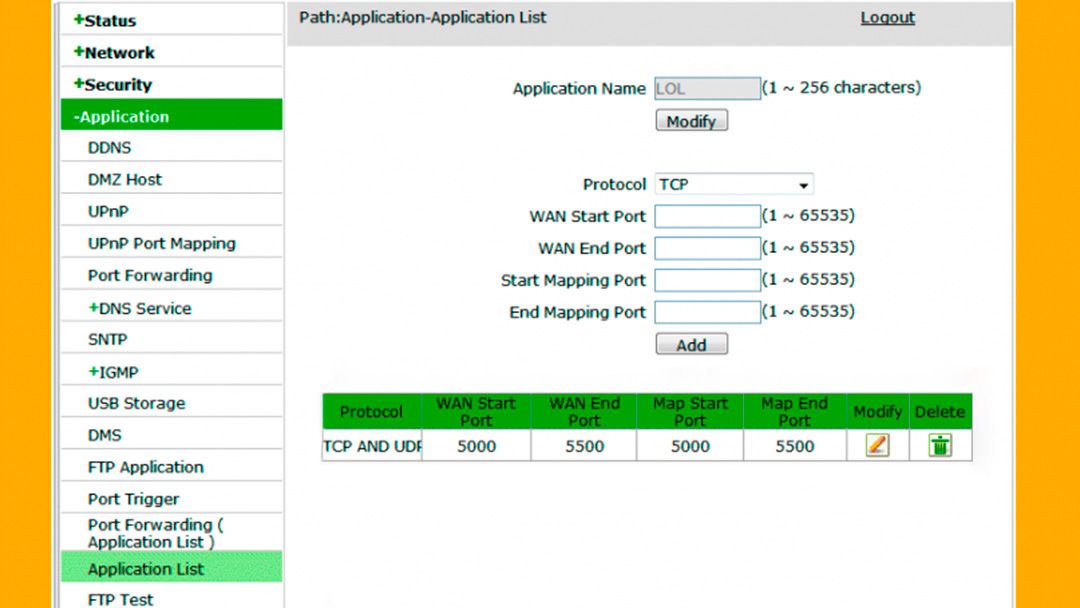 +Status
+Network
+Security
-Application
DDNS
DMZ Host
UPnP
UPnP Port Mapping
Port Forwarding
+DNS Service
SNTP
+IGMP
USB Storage
DMS
FTP Application
Port Trigger
Port Forwarding (
Application List )
Application List
FTP Test
Path:Application-Application List Logout
Application Name LOL (1 ~ 256 characters)
Modify
Protocol TCP
WAN Start Port (1 ~ 65535)
WAN End Port (1 ~ 65535)
Start Mapping Port (1 ~ 65535)
End Mapping Port (1 ~ 65535)
Add
Protocol WAN Start Port WAN End Port Map Start Port Map End Port Modify Delete
TCP AND UDP 5000 5500 5000 5500